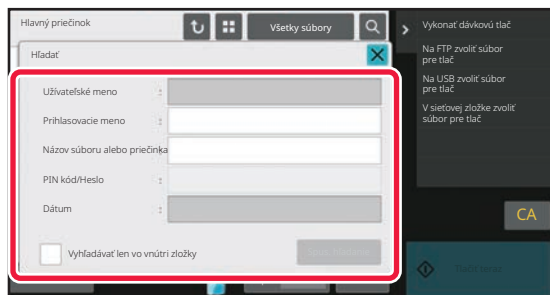 Hlavný priečinok
Všetky súbory
Vykonať dávkovú tlač
Hľadať
Na FTP zvoliť súbor
pre tlač
Na USB zvoliť súbor
pre tlač
V sieťovej zložke zvoliť
súbor pre tlač
Užívateľské meno :
Prihlasovacie meno :
Názov súboru alebo priečinka
PIN kód/Heslo :
Dátum :
Vyhľadávať len vo vnútri zložky
CA